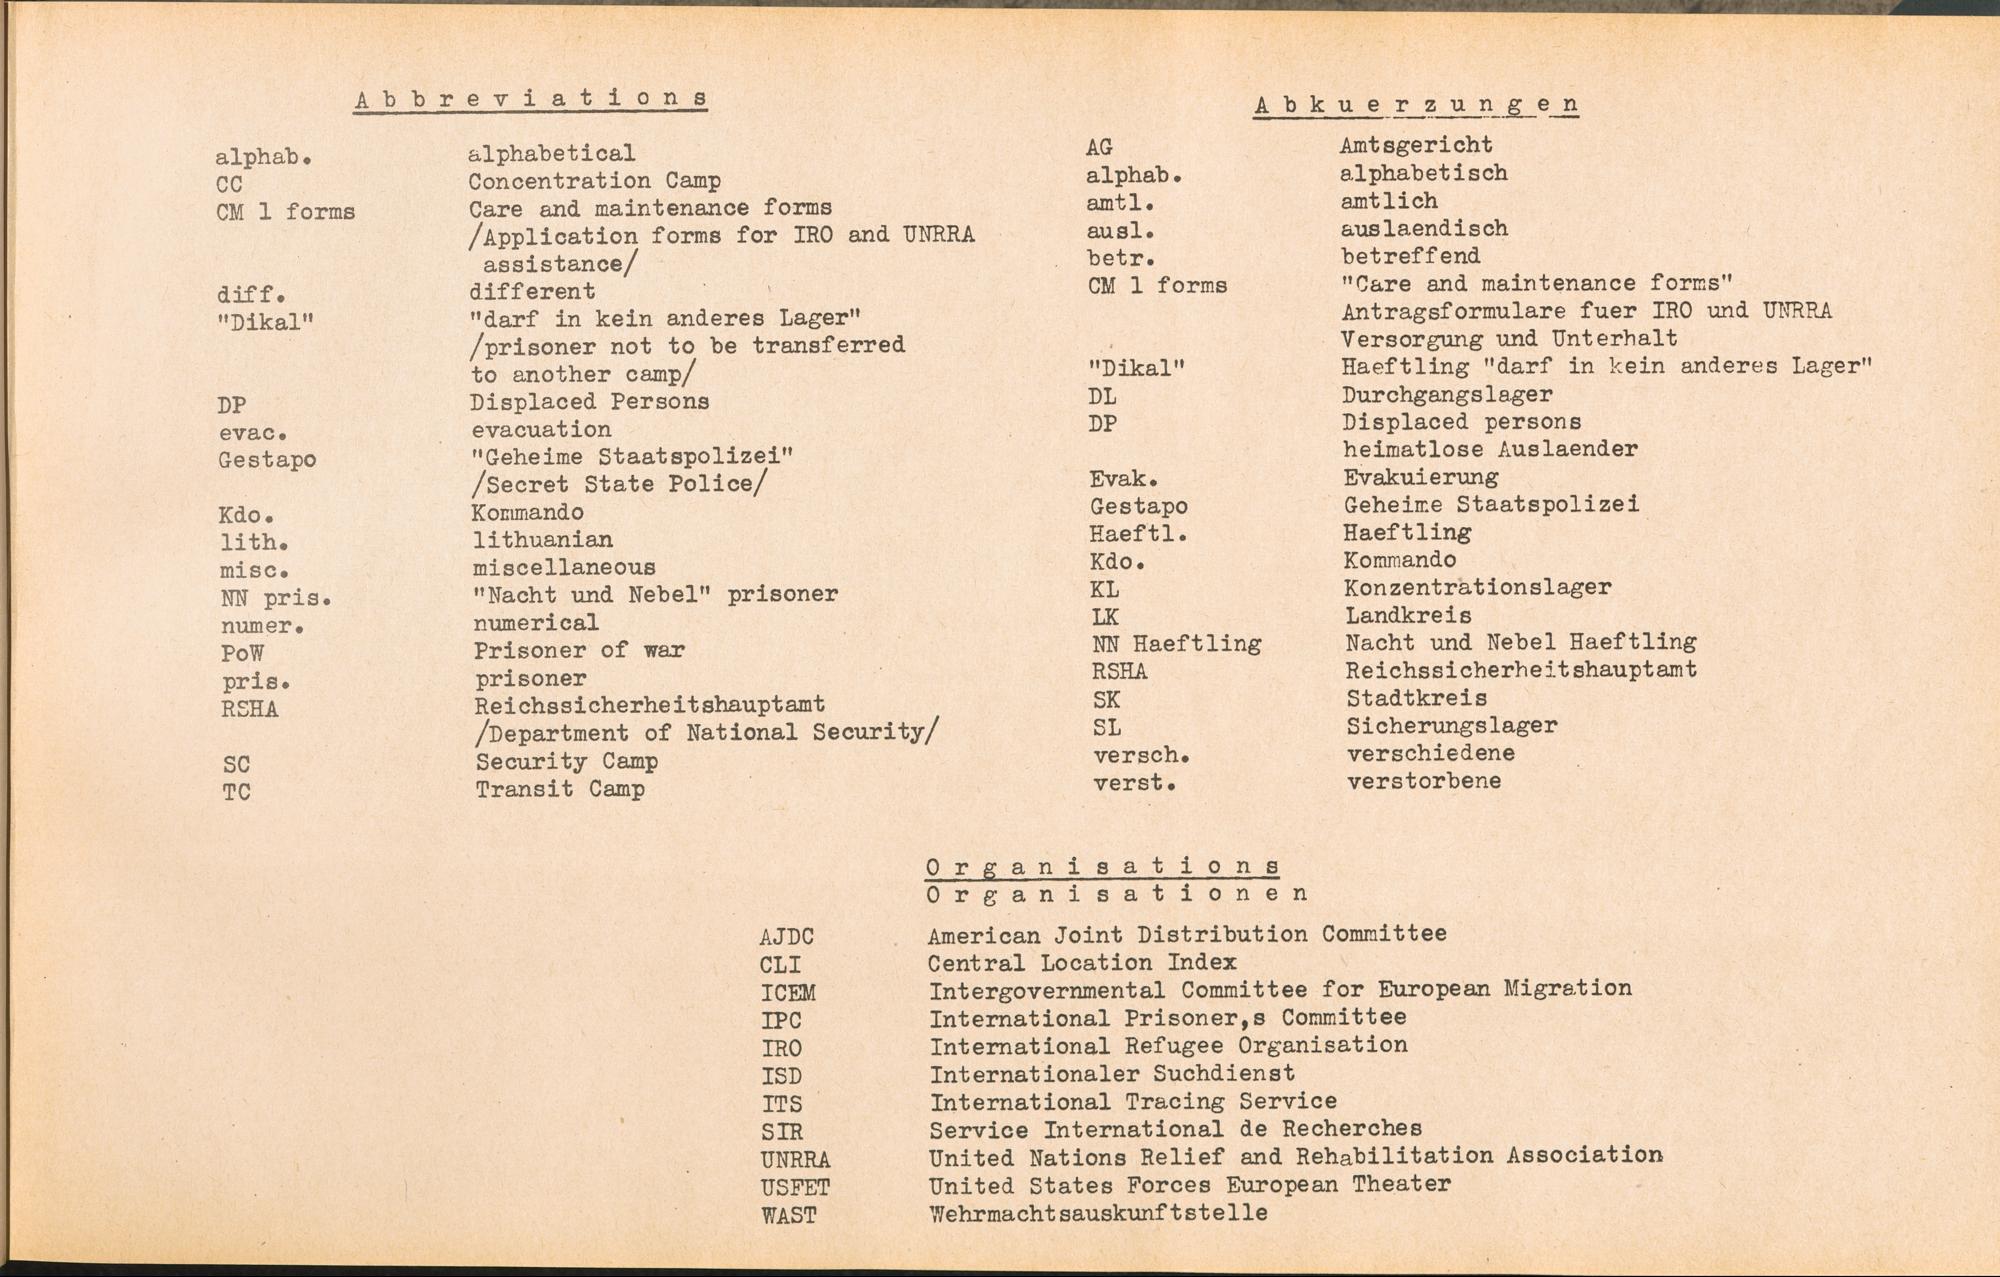 Abbreviations
alphab. alphabetical
CC Concentration Camp
CM 1 forms Care and maintenance forms
/Application forms for IRO and UNRRA
assistance/
diff. different
"Dikal" "darf in kein anderes Lager"
/prisoner not to be transferred
to another camp/
DP Displaced Persons
evac. evacuation
Gestapo "Geheime Staatspolizei"
/Secret State Police/
Kdo. Kommando
lith. lithuanian
misc. miscellaneous
NN pris. "Nacht und Nebel" prisoner
numer. numerical
PoW Prisoner of war
pris. prisoner
RSHA Reichssicherheitshauptamt
/Department of National Security/
SC Security Camp
TC Transit Camp
Abkuerzungen
AG Amtsgericht
alphab. alphabetisch
amtl. amtlich
ausl. auslaendisch
betr. betreffend
CM 1 forms "Care and maintenance forms"
Antragsformulare fuer IRO und UNRRA
Versorgung und Unterhalt
"Dikal" Haeftling "darf in kein anderes Lager"
DL Durchgangslager
DP Displaced persons
heimatlose Auslaender
Evak. Evakuierung
Gestapo Geheime Staatspolizei
Haeftl. Haeftling
Kdo. Kommando
KL Konzentrationslager
LK Landkreis
NN Haeftling Nacht und Nebel Haeftling
RSHA Reichssicherheitshauptamt
SK Stadtkreis
SL Sicherungslager
versch. verschiedene
verst. verstorbene
Organisations
Organisationen
AJDC American Joint Distribution Committee
CLI Central Location Index
ICEM Intergovernmental Committee for European Migration
IPC International Prisoner,s Committee
IRO International Refugee Organisation
ISD Internationaler Suchdienst
ITS International Tracing Service
SIR Service International de Recherches
UNRRA United Nations Relief and Rehabilitation Association
USFET United States Forces European Theater
WAST Wehrmachtsauskunftstelle